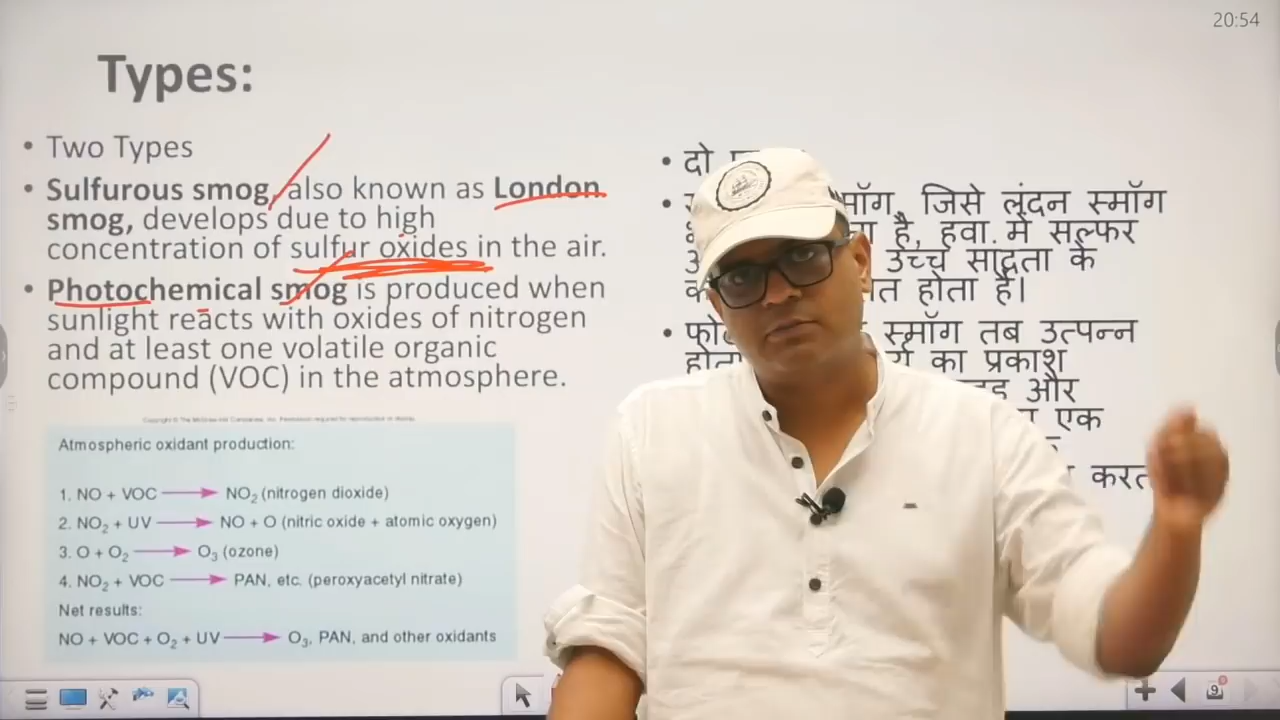 20:54
Types:
• Two Types
• Sulfurous smog, also known as London
smog, develops due to high
concentration of sulfur oxides in the air.
• Photochemical smog is produced when
sunlight reacts with oxides of nitrogen
and at least one volatile organic
compound (VOC) in the atmosphere.
Atmospheric oxidant production:
1. NO + VOC → NO₂ (nitrogen dioxide)
2. NO₂ + UV → NO + O (nitric oxide + atomic oxygen)
3. O + O₂ → O₃ (ozone)
4. NO₂ + VOC → PAN, etc. (peroxyacetyl nitrate)
Net results:
NO + VOC + O₂ + UV → O₃, PAN, and other oxidants
• दो
स्मॉग, जिसे लंदन स्मॉग
है, हवा में सल्फर
उच्च सांद्रता के
होता है।
• स्मॉग तब उत्पन्न
का प्रकाश
और
एक
9